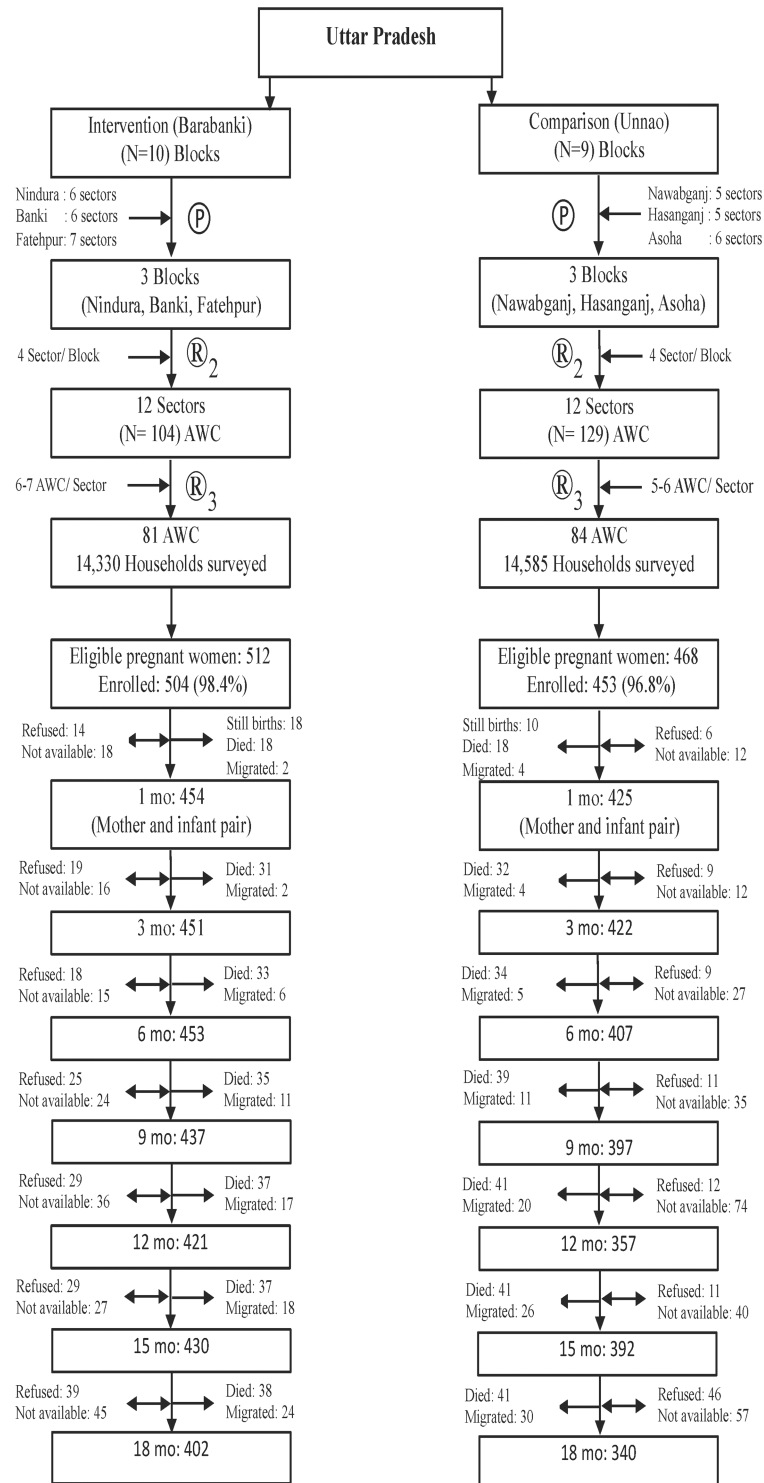 Uttar Pradesh
Intervention (Barabanki)
(N=10) Blocks
Comparison (Unnao)
(N=9) Blocks
Nindura : 6 sectors
Banki : 6 sectors
Fatehpur: 7 sectors
P
P
Nawabganj: 5 sectors
Hasanganj : 5 sectors
Asoha : 6 sectors
3 Blocks
(Nindura, Banki, Fatehpur)
3 Blocks
(Nawabganj, Hasanganj, Asoha)
4 Sector/ Block
R2
R2
4 Sector/ Block
12 Sectors
(N= 104) AWC
12 Sectors
(N= 129) AWC
6-7 AWC/ Sector
R3
R3
5-6 AWC/ Sector
81 AWC
14,330 Households surveyed
84 AWC
14,585 Households surveyed
Eligible pregnant women: 512
Enrolled: 504 (98.4%)
Eligible pregnant women: 468
Enrolled: 453 (96.8%)
Refused: 14
Not available: 18
Still births: 18
Died: 18
Migrated: 2
Still births: 10
Died: 18
Migrated: 4
Refused: 6
Not available: 12
1 mo: 454
(Mother and infant pair)
1 mo: 425
(Mother and infant pair)
Refused: 19
Not available: 16
Died: 31
Migrated: 2
Died: 32
Migrated: 4
Refused: 9
Not available: 12
3 mo: 451
3 mo: 422
Refused: 18
Not available: 15
Died: 33
Migrated: 6
Died: 34
Migrated: 5
Refused: 9
Not available: 27
6 mo: 453
6 mo: 407
Refused: 25
Not available: 24
Died: 35
Migrated: 11
Died: 39
Migrated: 11
Refused: 11
Not available: 35
9 mo: 437
9 mo: 397
Refused: 29
Not available: 36
Died: 37
Migrated: 17
Died: 41
Migrated: 20
Refused: 12
Not available: 74
12 mo: 421
12 mo: 357
Refused: 29
Not available: 27
Died: 37
Migrated: 18
Died: 41
Migrated: 26
Refused: 11
Not available: 40
15 mo: 430
15 mo: 392
Refused: 39
Not available: 45
Died: 38
Migrated: 24
Died: 41
Migrated: 30
Refused: 46
Not available: 57
18 mo: 402
18 mo: 340